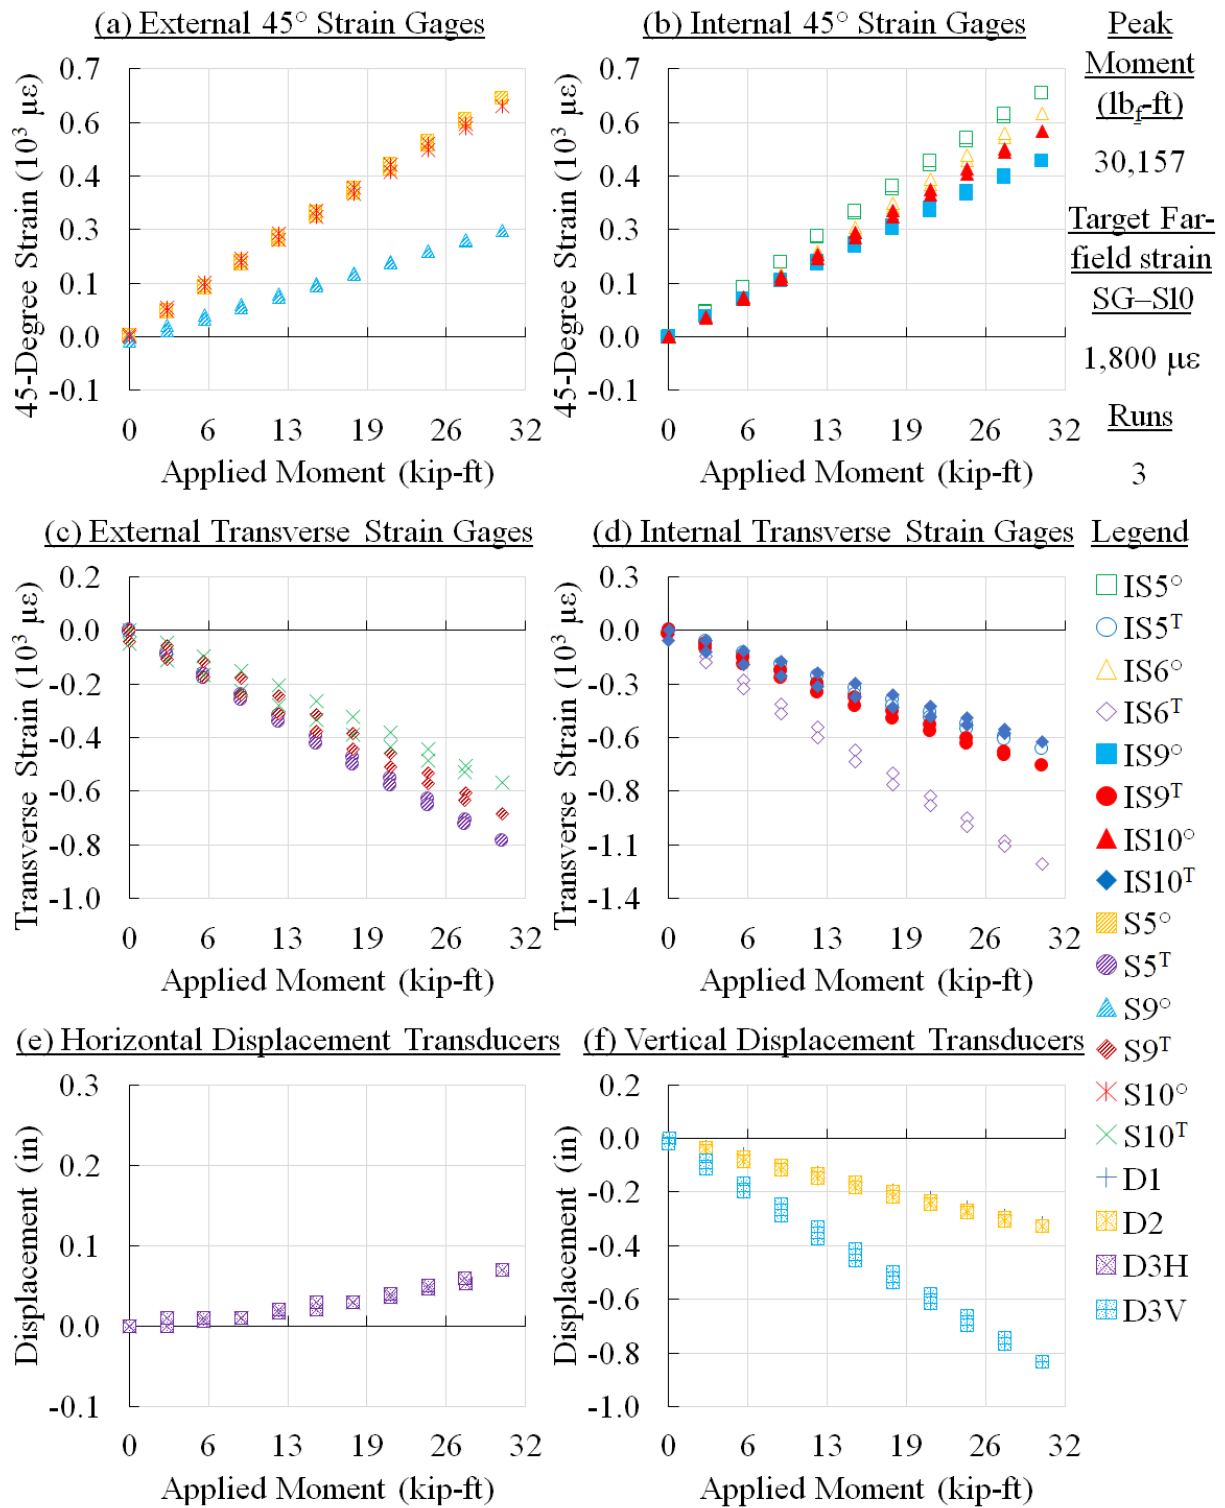 (a) External 45° Strain Gages
45-Degree Strain (10³ µε)
0.7
0.6
0.4
0.3
0.1
0.0
-0.1
0 6 13 19 26 32
Applied Moment (kip-ft)
(b) Internal 45° Strain Gages
45-Degree Strain (10³ µε)
0.7
0.6
0.4
0.3
0.1
0.0
-0.1
0 6 13 19 26 32
Applied Moment (kip-ft)
Peak
Moment
(lbf-ft)
30,157
Target Far-
field strain
SG–S10
1,800 µε
Runs
3
(c) External Transverse Strain Gages
Transverse Strain (10³ µε)
0.2
0.0
-0.2
-0.4
-0.6
-0.8
-1.0
0 6 13 19 26 32
Applied Moment (kip-ft)
(d) Internal Transverse Strain Gages
Transverse Strain (10³ µε)
0.3
0.0
-0.3
-0.6
-0.8
-1.1
-1.4
0 6 13 19 26 32
Applied Moment (kip-ft)
Legend
IS5°
IS5ᵀ
IS6°
IS6ᵀ
IS9°
IS9ᵀ
IS10°
IS10ᵀ
S5°
S5ᵀ
S9°
S9ᵀ
S10°
S10ᵀ
D1
D2
D3H
D3V
(e) Horizontal Displacement Transducers
Displacement (in)
0.3
0.2
0.1
0.0
-0.1
0 6 13 19 26 32
Applied Moment (kip-ft)
(f) Vertical Displacement Transducers
Displacement (in)
0.2
0.0
-0.2
-0.4
-0.6
-0.8
-1.0
0 6 13 19 26 32
Applied Moment (kip-ft)